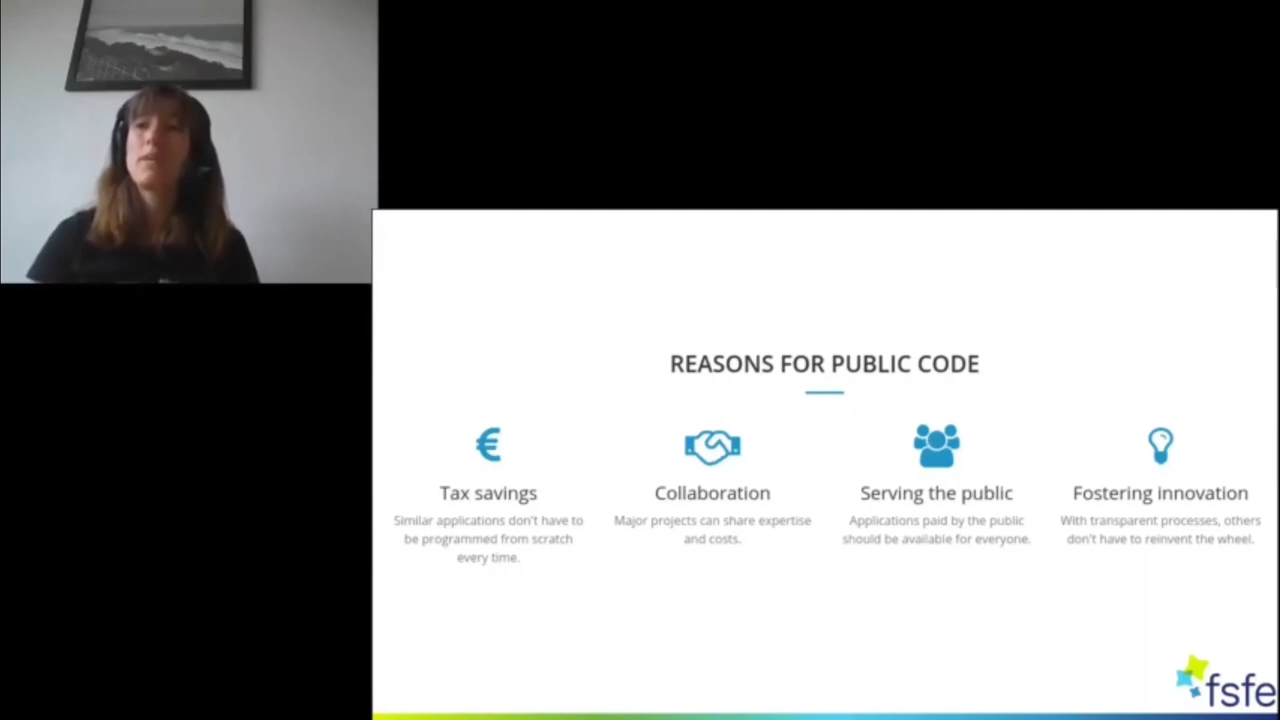 REASONS FOR PUBLIC CODE
€
Tax savings
Similar applications don't have to
be programmed from scratch
every time.
Collaboration
Major projects can share expertise
and costs.
Serving the public
Applications paid by the public
should be available for everyone.
Fostering innovation
With transparent processes, others
don't have to reinvent the wheel.
fsfe